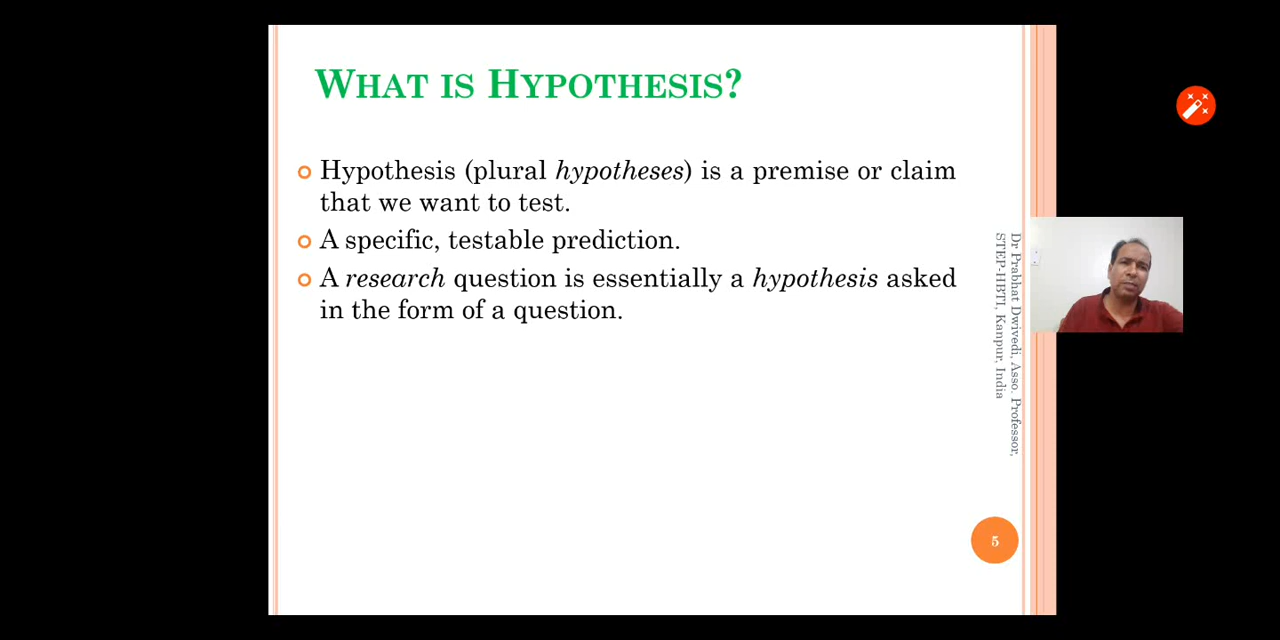 WHAT IS HYPOTHESIS?
Hypothesis (plural hypotheses) is a premise or claim
that we want to test.
A specific, testable prediction.
A research question is essentially a hypothesis asked
in the form of a question.
Dr Prabhat Dwivedi, Asso. Professor,
STEP-HBTI, Kanpur, India
5